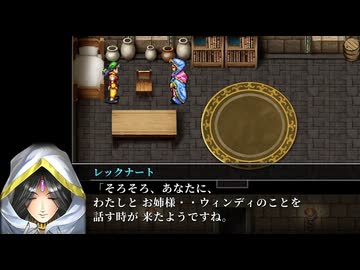 レックナート
「そろそろ、あなたに、
わたしと お姉様・・ウィンディのことを
話す時が 来たようですね。